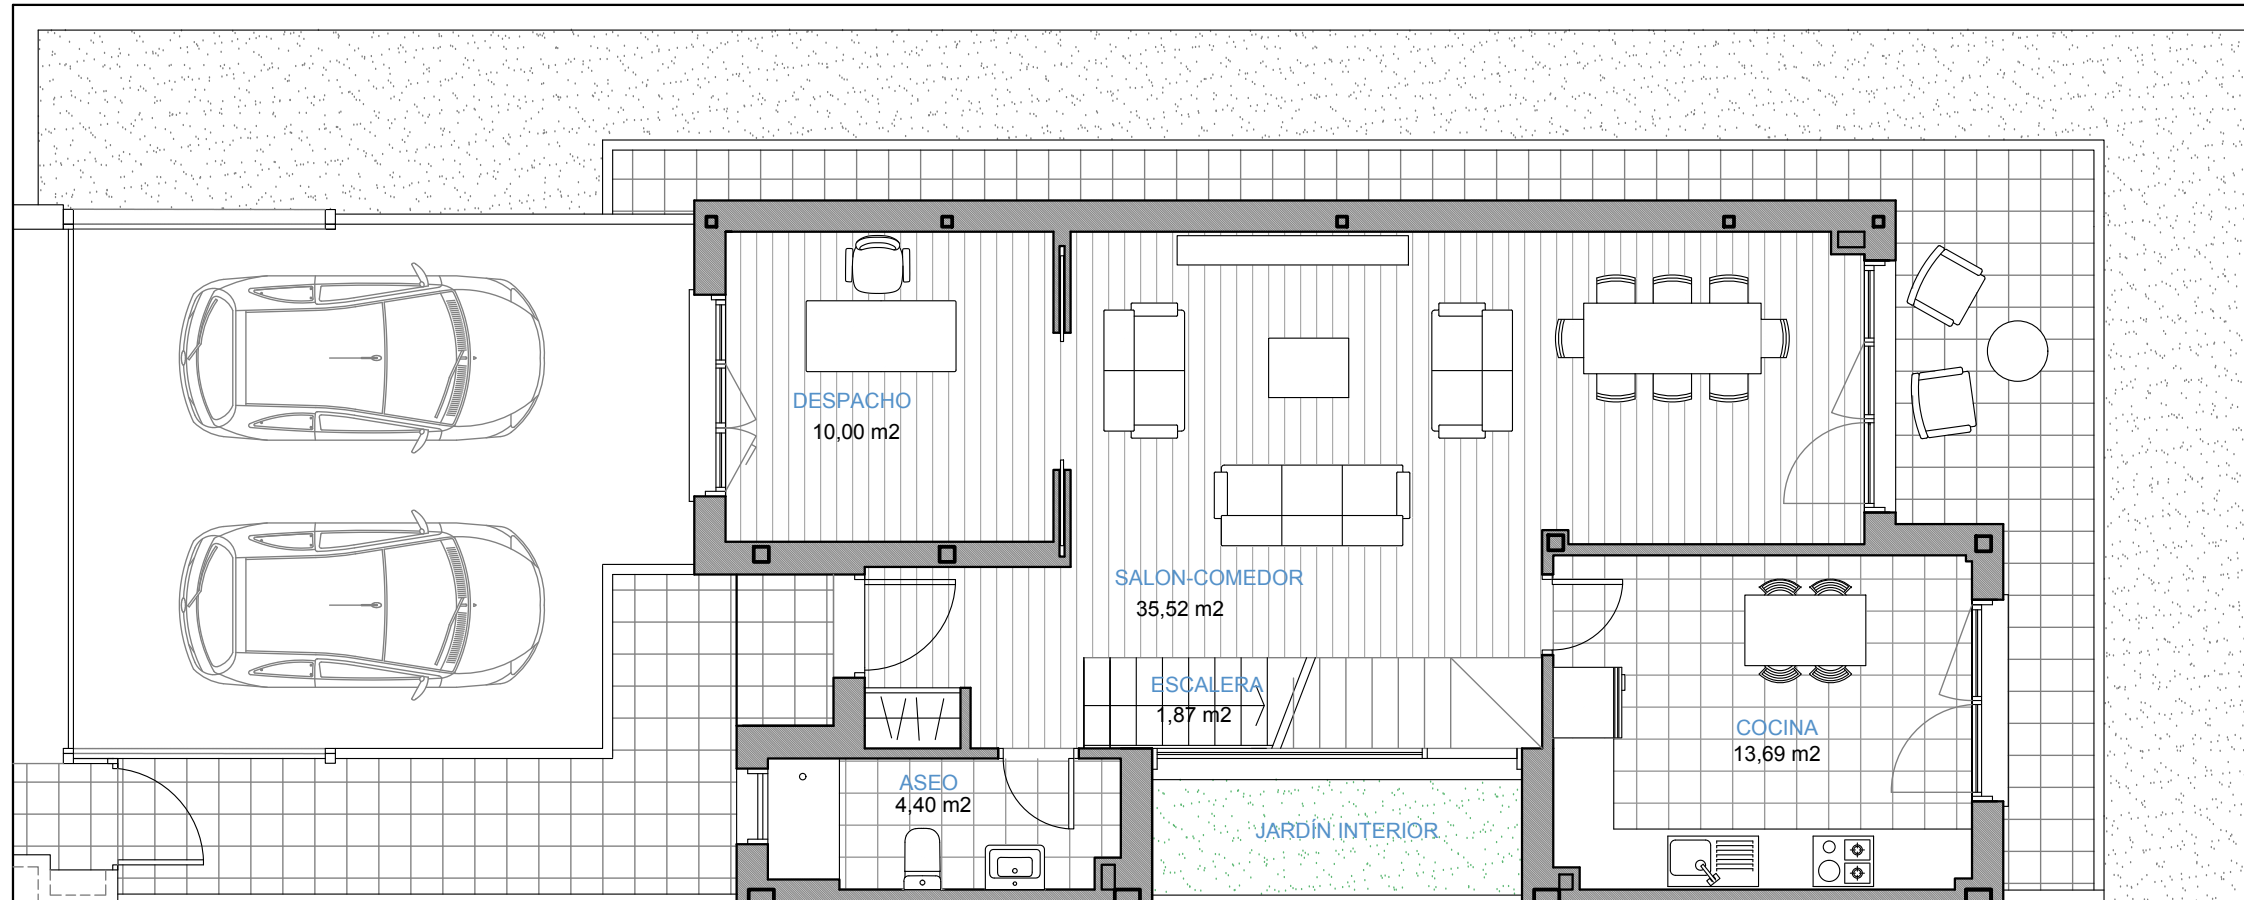 DESPACHO
10,00 m2
SALON-COMEDOR
35,52 m2
ESCALERA
1,87 m2
COCINA
13,69 m2
ASEO
4,40 m2
JARDÍN INTERIOR